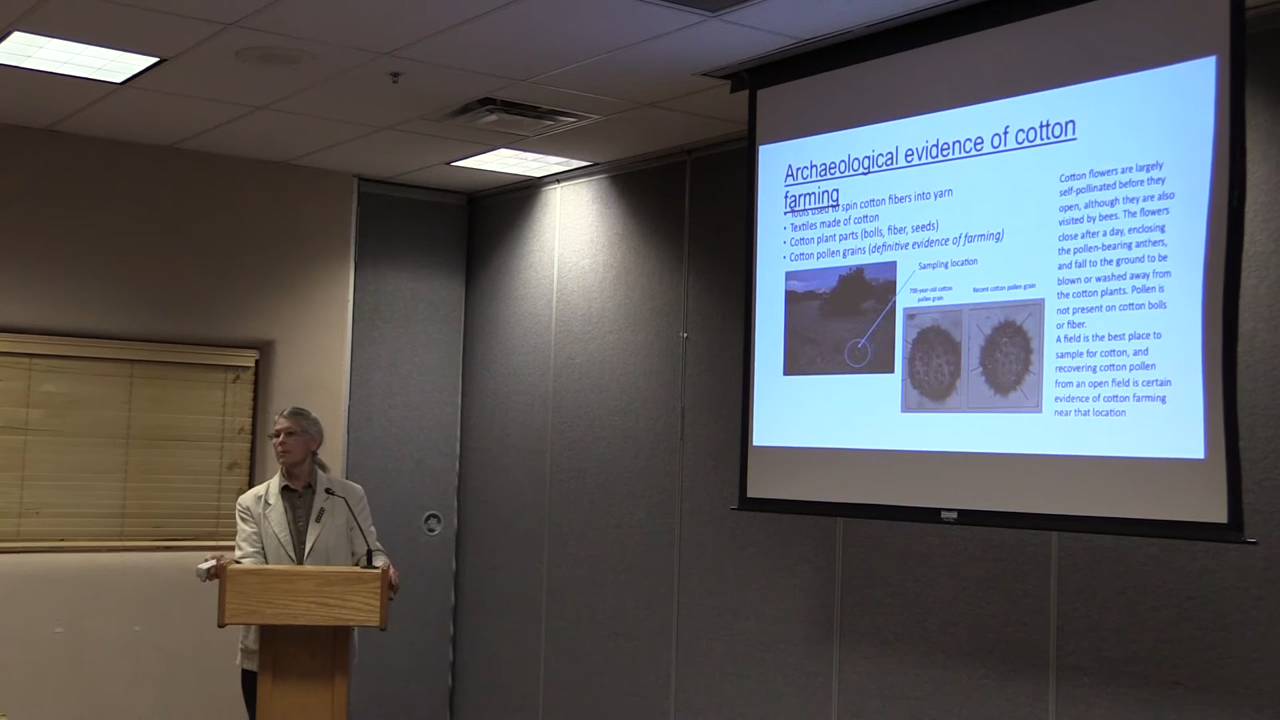 Archaeological evidence of cotton
farming
• Tools used to spin cotton fibers into yarn
• Textiles made of cotton
• Cotton plant parts (bolls, fiber, seeds)
• Cotton pollen grains (definitive evidence of farming)
Sampling location
700-year-old cotton
pollen grain
Recent cotton pollen grain
Cotton flowers are largely
self-pollinated before they
open, although they are also
visited by bees. The flowers
close after a day, enclosing
the pollen-bearing anthers,
and fall to the ground to be
blown or washed away from
the cotton plants. Pollen is
not present on cotton bolls
or fiber.
A field is the best place to
sample for cotton, and
recovering cotton pollen
from an open field is certain
evidence of cotton farming
near that location